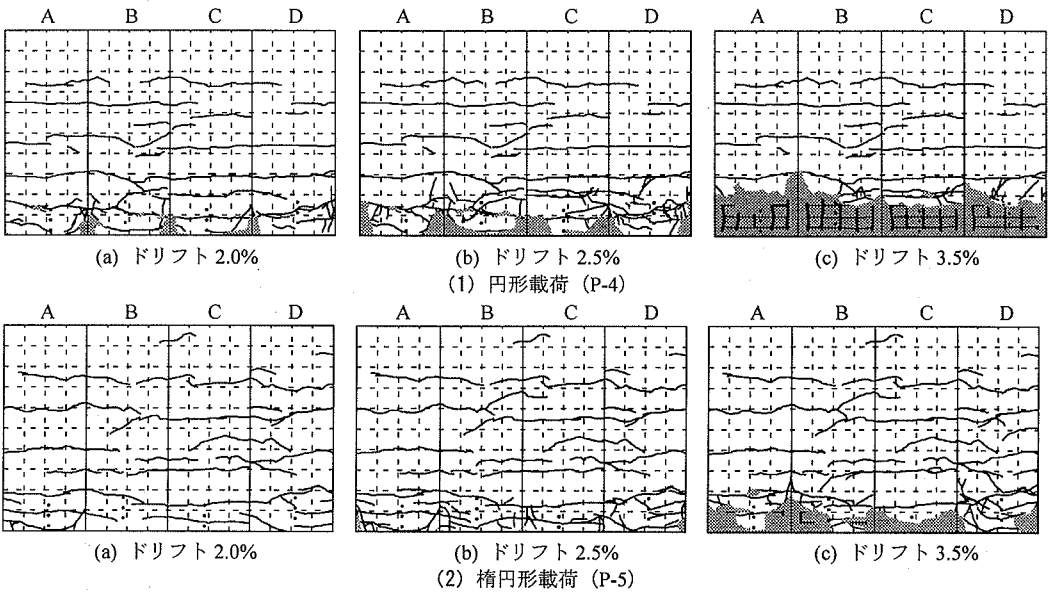 A B C D A B C D A B C D
(a) ドリフト 2.0% (b) ドリフト 2.5% (c) ドリフト 3.5%
(1) 円形載荷 (P-4)
A B C D A B C D A B C D
(a) ドリフト 2.0% (b) ドリフト 2.5% (c) ドリフト 3.5%
(2) 楕円形載荷 (P-5)